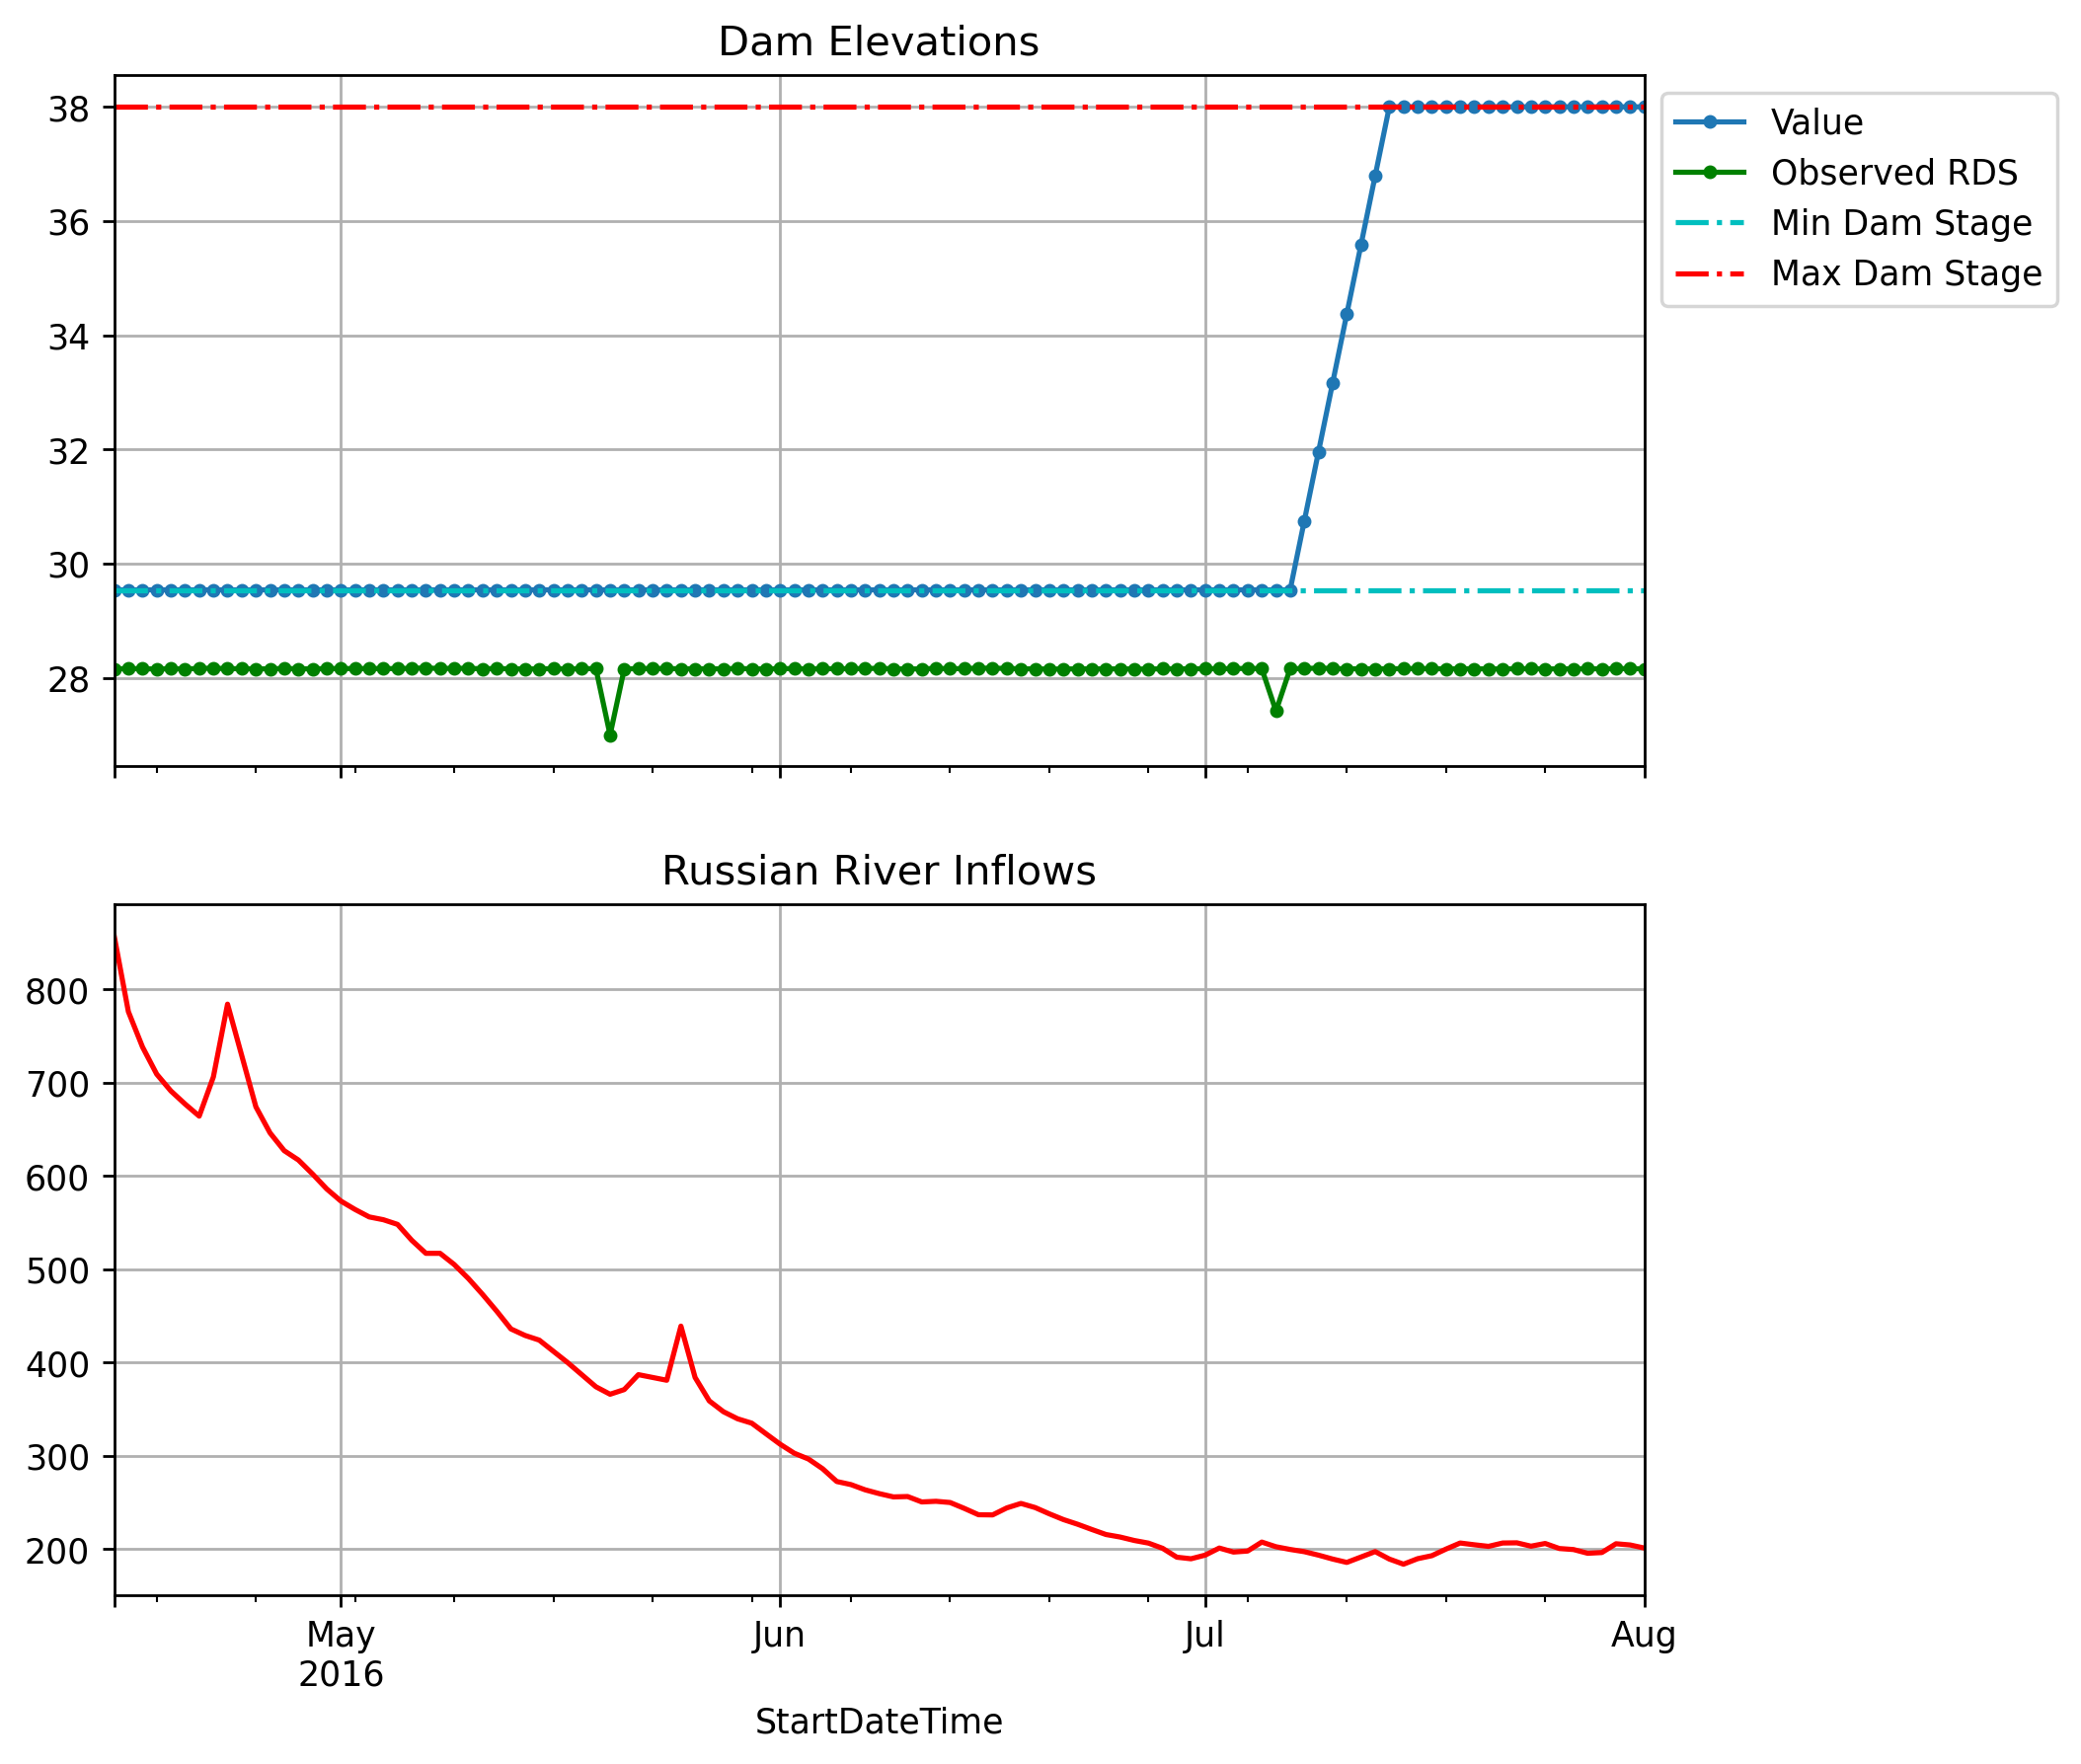 Dam Elevations
38
36
34
32
30
28
Value
Observed RDS
Min Dam Stage
Max Dam Stage
Russian River Inflows
800
700
600
500
400
300
200
May Jun Jul Aug
2016
StartDateTime